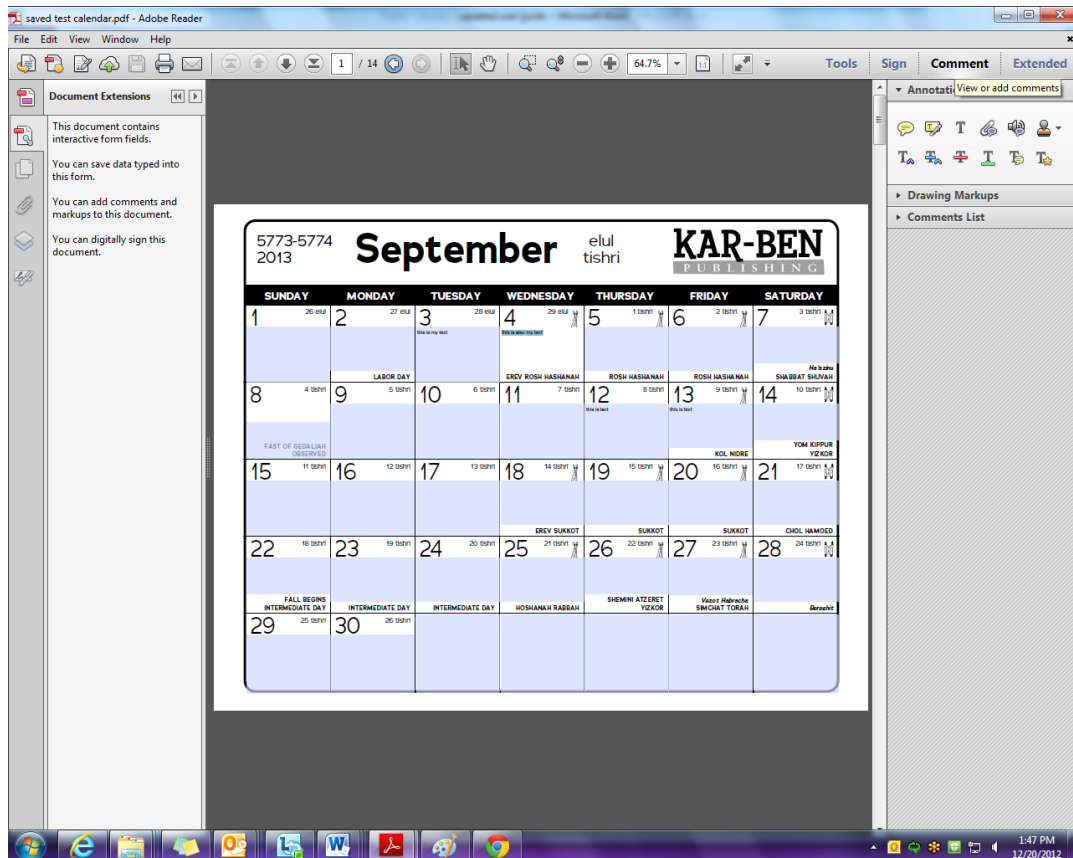 saved test calendar.pdf - Adobe Reader
File Edit View Window Help
1 / 14 64.7% Tools Sign Comment Extended
Document Extensions
This document contains
interactive form fields.
You can save data typed into
this form.
You can add comments and
markups to this document.
You can digitally sign this
document.
Annotati
View or add comments
Drawing Markups
Comments List
5773-5774
2013
September
elul
tishri
KAR-BEN
PUBLISHING
SUNDAY MONDAY TUESDAY WEDNESDAY THURSDAY FRIDAY SATURDAY
1 26 elul 2 27 elul 3 28 elul 4 29 elul 5 1 tishri 6 2 tishri 7 3 tishri
this is my text this is also my text
Ha'azinu
LABOR DAY EREV ROSH HASHANAH ROSH HASHANAH ROSH HASHANAH SHABBAT SHUVAH
8 4 tishri 9 5 tishri 10 6 tishri 11 7 tishri 12 8 tishri 13 9 tishri 14 10 tishri
this is text this is text
FAST OF GEDALIAH YOM KIPPUR
OBSERVED KOL NIDRE YIZKOR
15 11 tishri 16 12 tishri 17 13 tishri 18 14 tishri 19 15 tishri 20 16 tishri 21 17 tishri
EREV SUKKOT SUKKOT SUKKOT CHOL HAMOED
22 18 tishri 23 19 tishri 24 20 tishri 25 21 tishri 26 22 tishri 27 23 tishri 28 24 tishri
FALL BEGINS SHEMINI ATZERET Vezot Habracha
INTERMEDIATE DAY INTERMEDIATE DAY INTERMEDIATE DAY HOSHANAH RABBAH YIZKOR SIMCHAT TORAH Bereshit
29 25 tishri 30 26 tishri
1:47 PM
12/20/2012